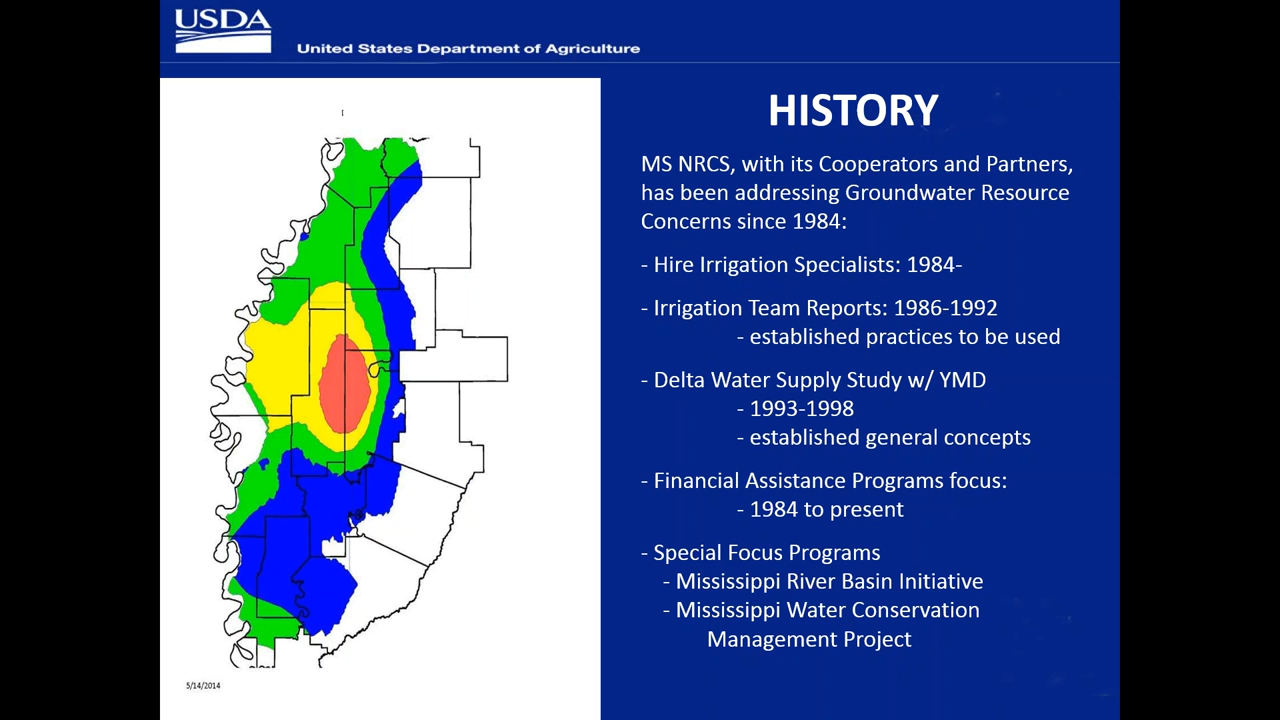 USDA
United States Department of Agriculture
HISTORY
MS NRCS, with its Cooperators and Partners,
has been addressing Groundwater Resource
Concerns since 1984:
- Hire Irrigation Specialists: 1984-
- Irrigation Team Reports: 1986-1992
- established practices to be used
- Delta Water Supply Study w/ YMD
- 1993-1998
- established general concepts
- Financial Assistance Programs focus:
- 1984 to present
- Special Focus Programs
- Mississippi River Basin Initiative
- Mississippi Water Conservation
Management Project
5/14/2014